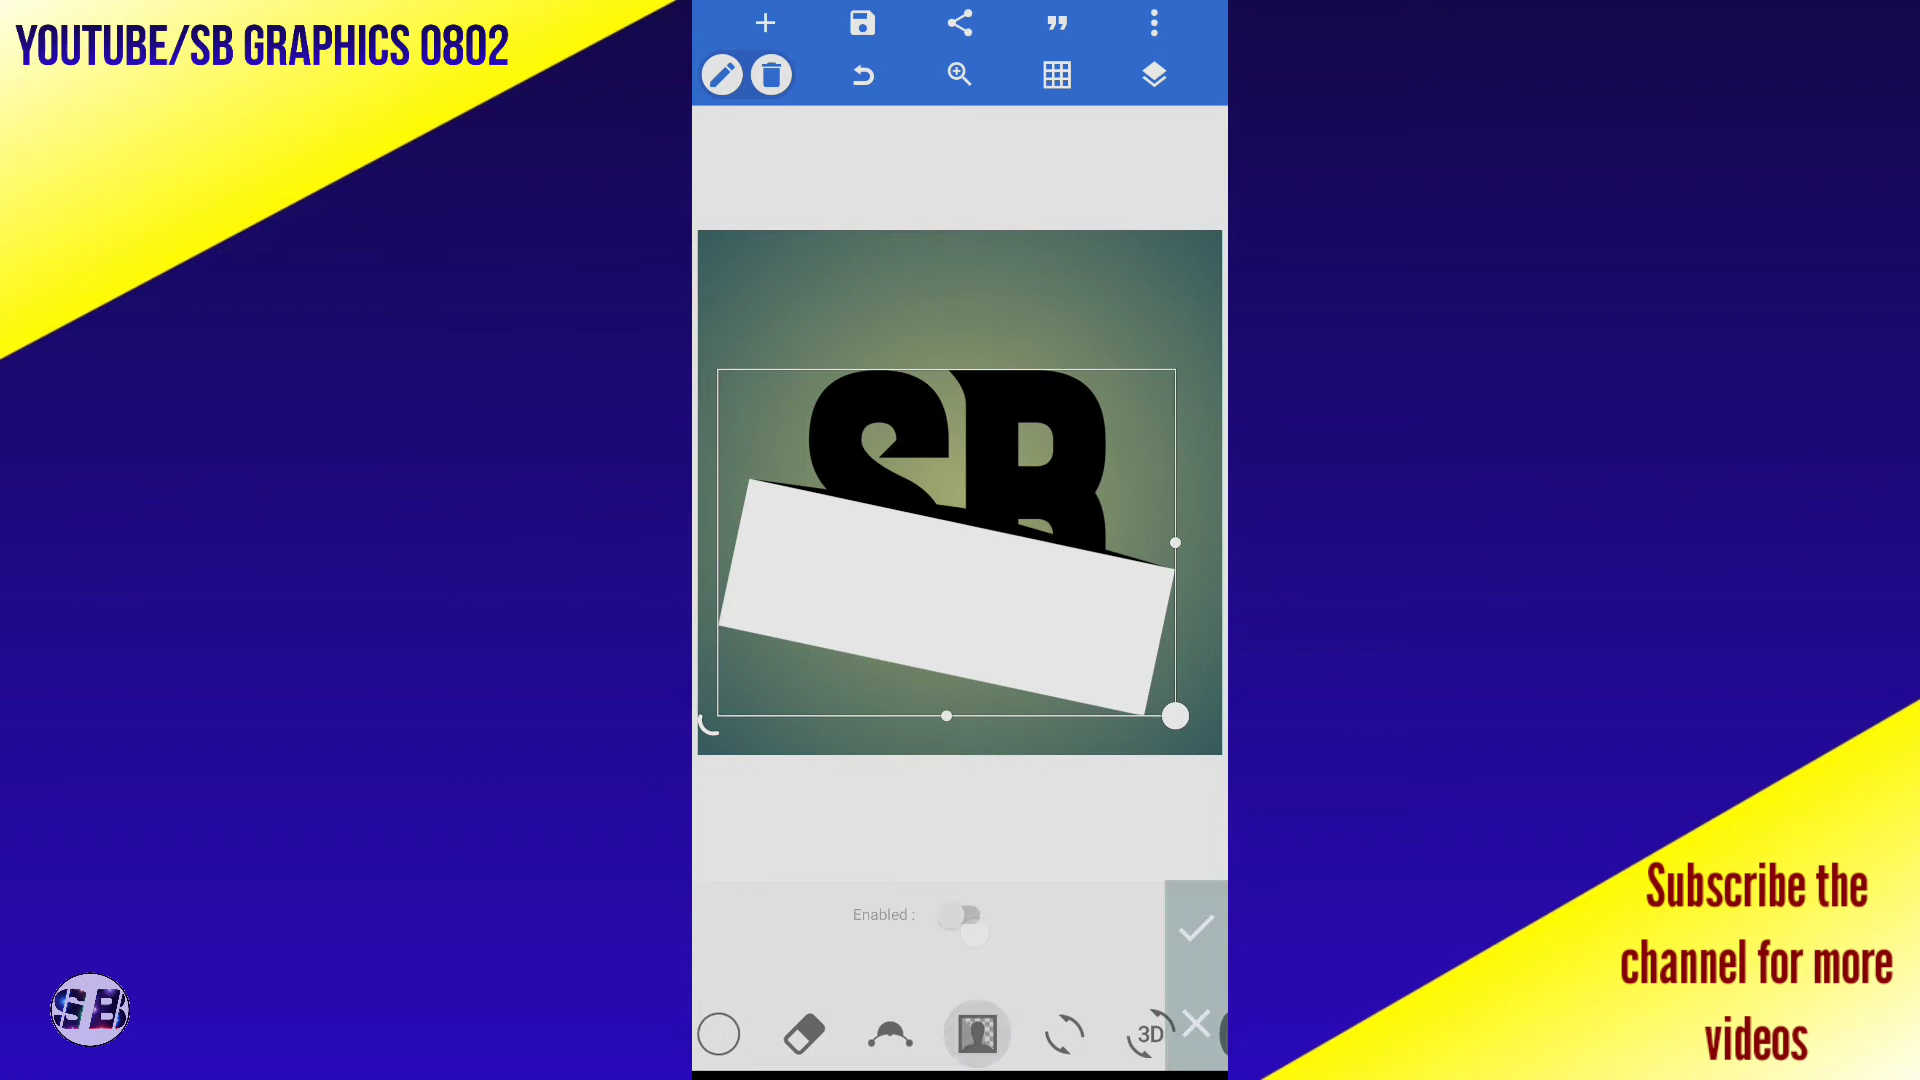 YOUTUBE/SB GRAPHICS 0802
SB
Enabled :
3D
SB
Subscribe the
channel for more
videos